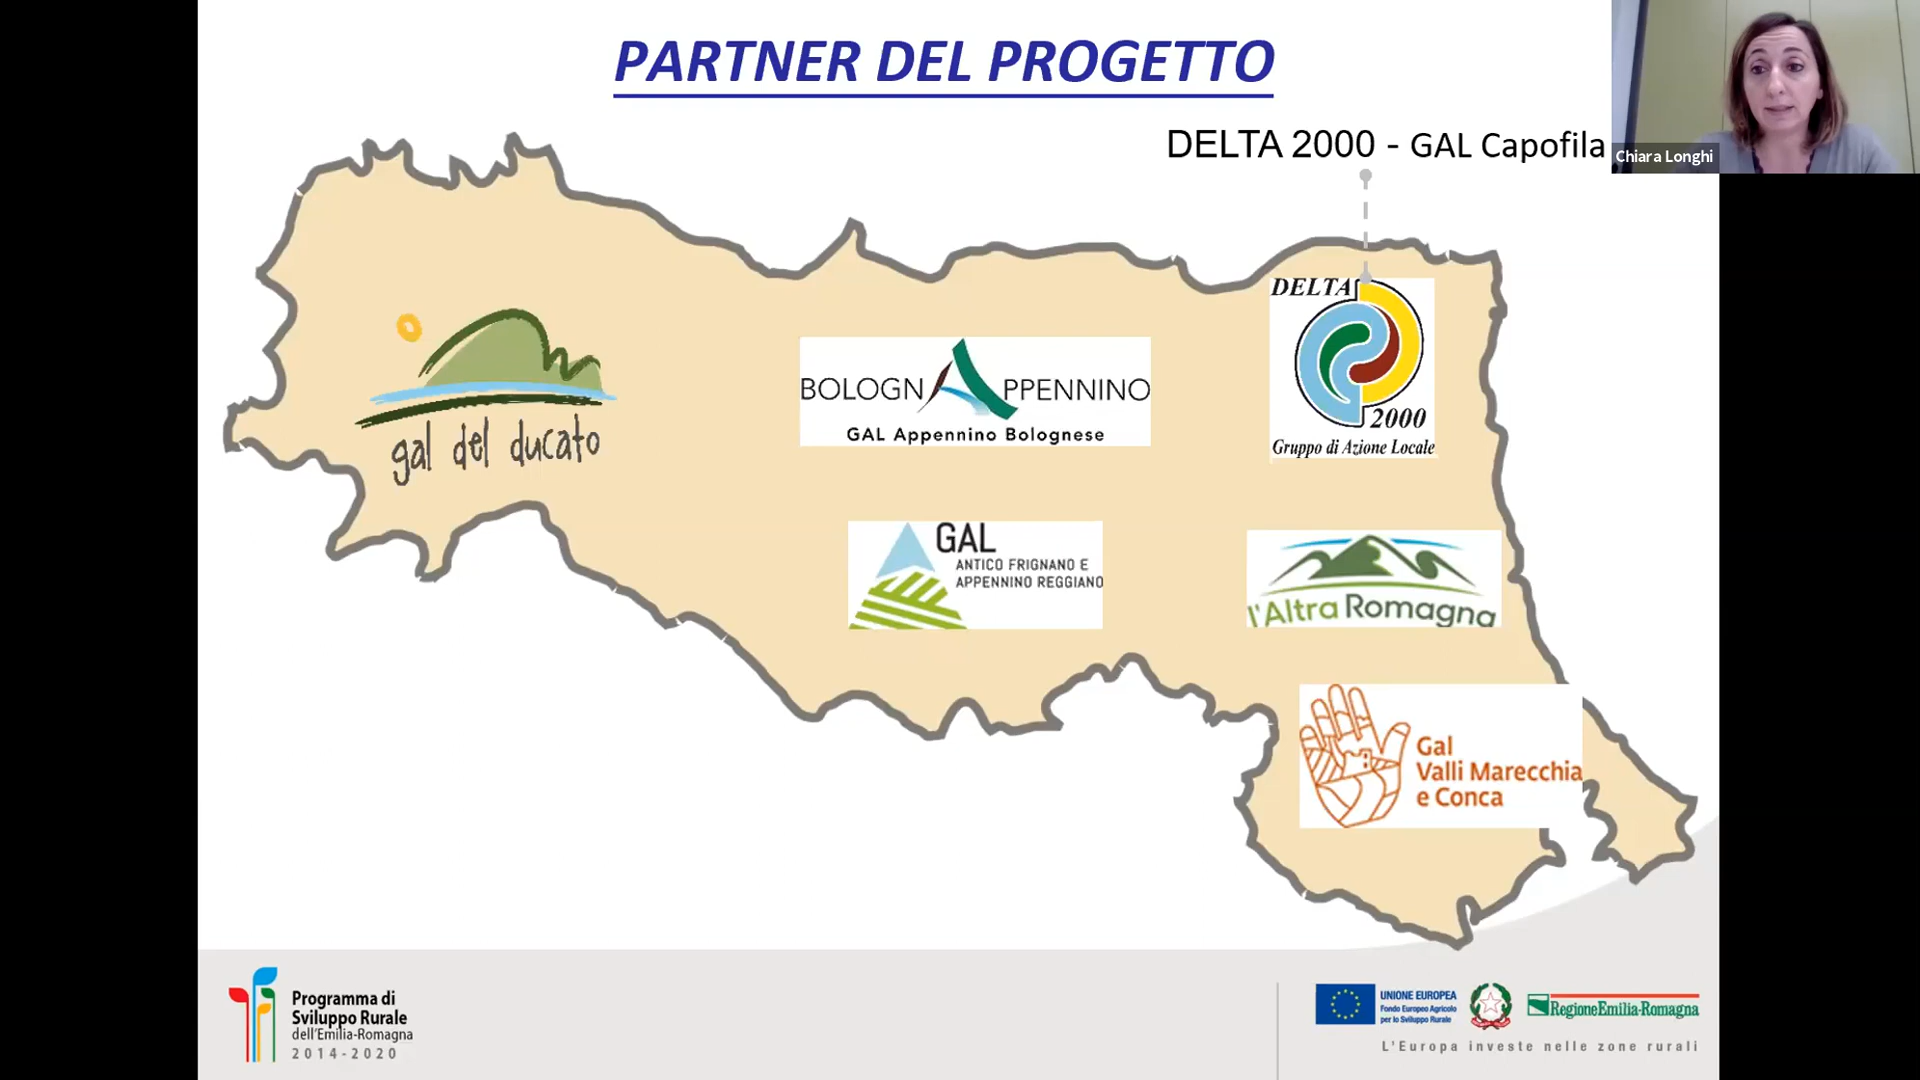 PARTNER DEL PROGETTO
DELTA 2000 - GAL Capofila
Chiara Longhi
DELTA
2000
Gruppo di Azione Locale
gal del ducato
BOLOGNAPPENNINO
GAL Appennino Bolognese
GAL
ANTICO FRIGNANO E
APPENNINO REGGIANO
l'Altra Romagna
Gal
Valli Marecchia
e Conca
Programma di
Sviluppo Rurale
dell'Emilia-Romagna
2014-2020
UNIONE EUROPEA
Fondo Europeo Agricolo
per lo Sviluppo Rurale
RegioneEmilia-Romagna
L'Europa investe nelle zone rurali